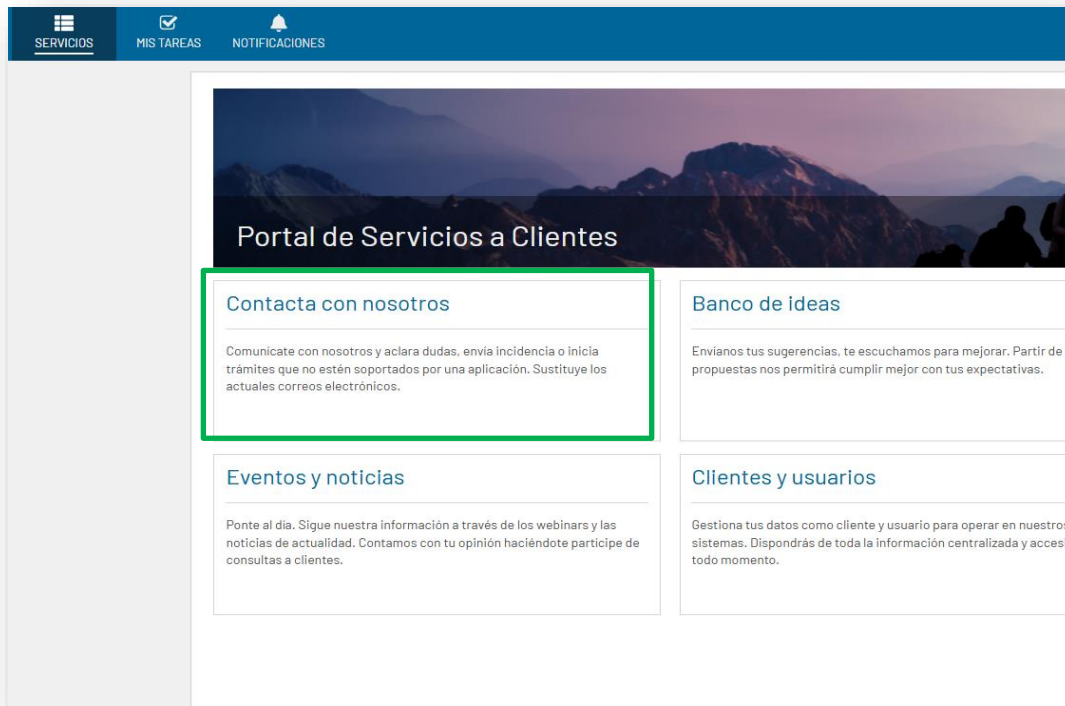 SERVICIOS
MIS TAREAS
NOTIFICACIONES
Portal de Servicios a Clientes
Contacta con nosotros
Comunícate con nosotros y aclara dudas, envía incidencia o inicia
trámites que no estén soportados por una aplicación. Sustituye los
actuales correos electrónicos.
Banco de ideas
Envíanos tus sugerencias, te escuchamos para mejorar. Partir de
propuestas nos permitirá cumplir mejor con tus expectativas.
Eventos y noticias
Ponte al día. Sigue nuestra información a través de los webinars y las
noticias de actualidad. Contamos con tu opinión haciéndote partícipe de
consultas a clientes.
Clientes y usuarios
Gestiona tus datos como cliente y usuario para operar en nuestros
sistemas. Dispondrás de toda la información centralizada y
todo momento.